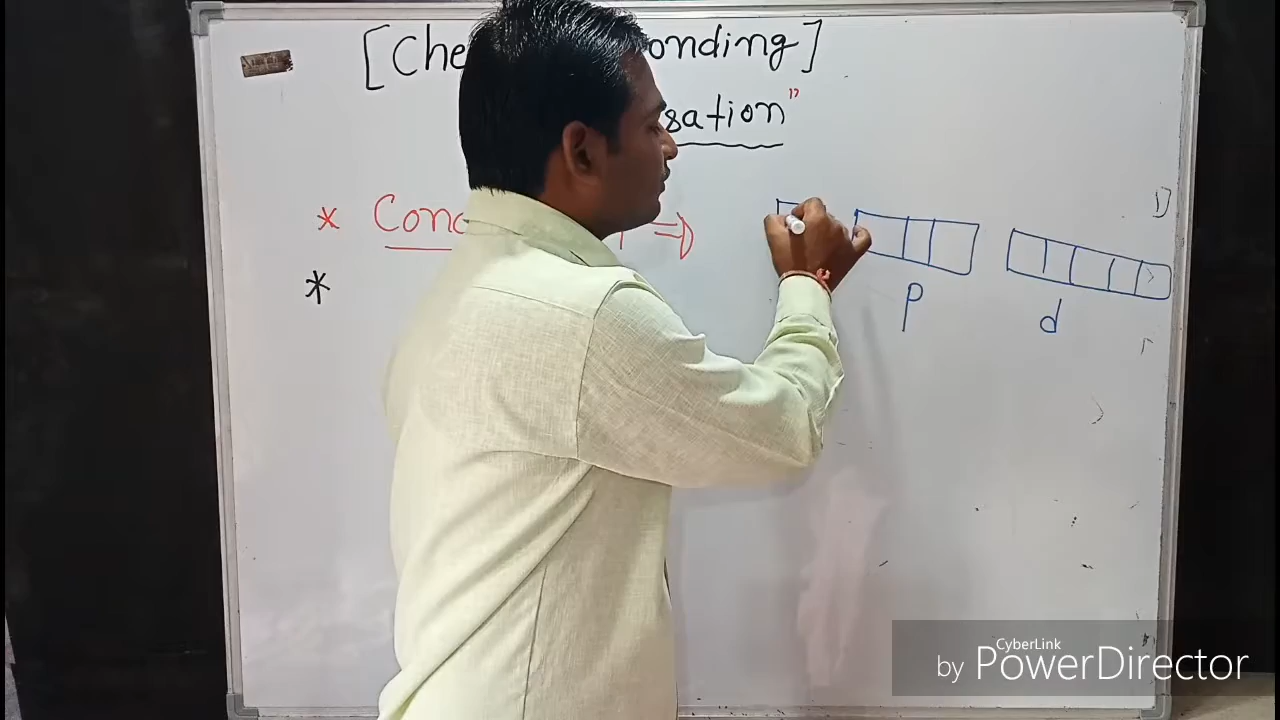 [Che onding]
sation"
* Con ⇒
*
p d
CyberLink
by PowerDirector